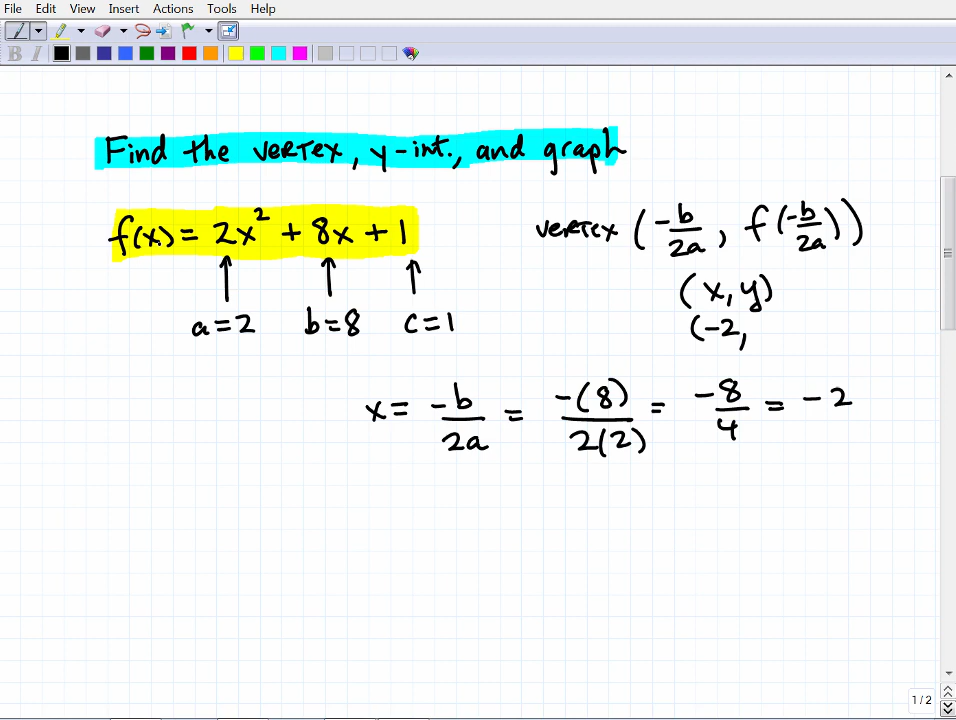 File Edit View Insert Actions Tools Help
B I
Find the vertex, y-int., and graph
f(x) = 2x² + 8x + 1
vertex (-b/2a, f(-b/2a))
(x, y)
a=2 b=8 c=1
(-2,
x = -b/2a = -(8)/2(2) = -8/4 = -2
1 / 2